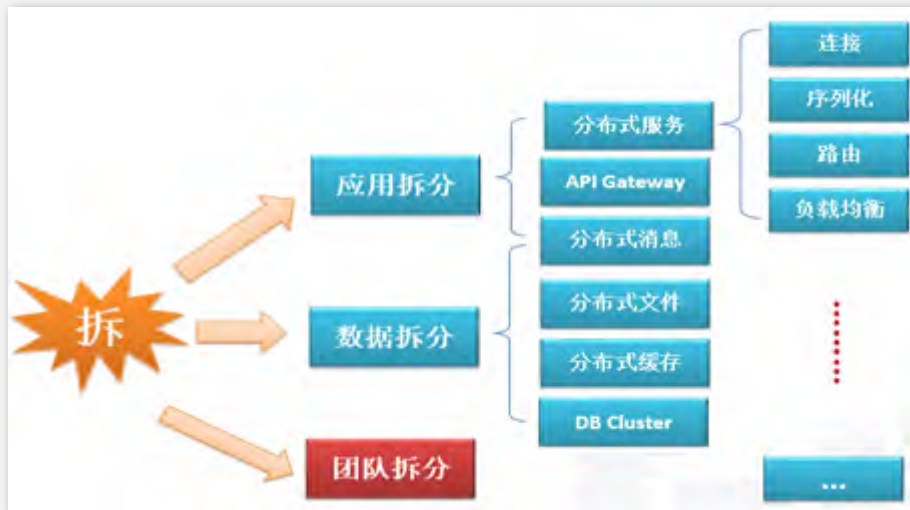 拆
应用拆分
数据拆分
团队拆分
分布式服务
API Gateway
分布式消息
分布式文件
分布式缓存
DB Cluster
连接
序列化
路由
负载均衡
...